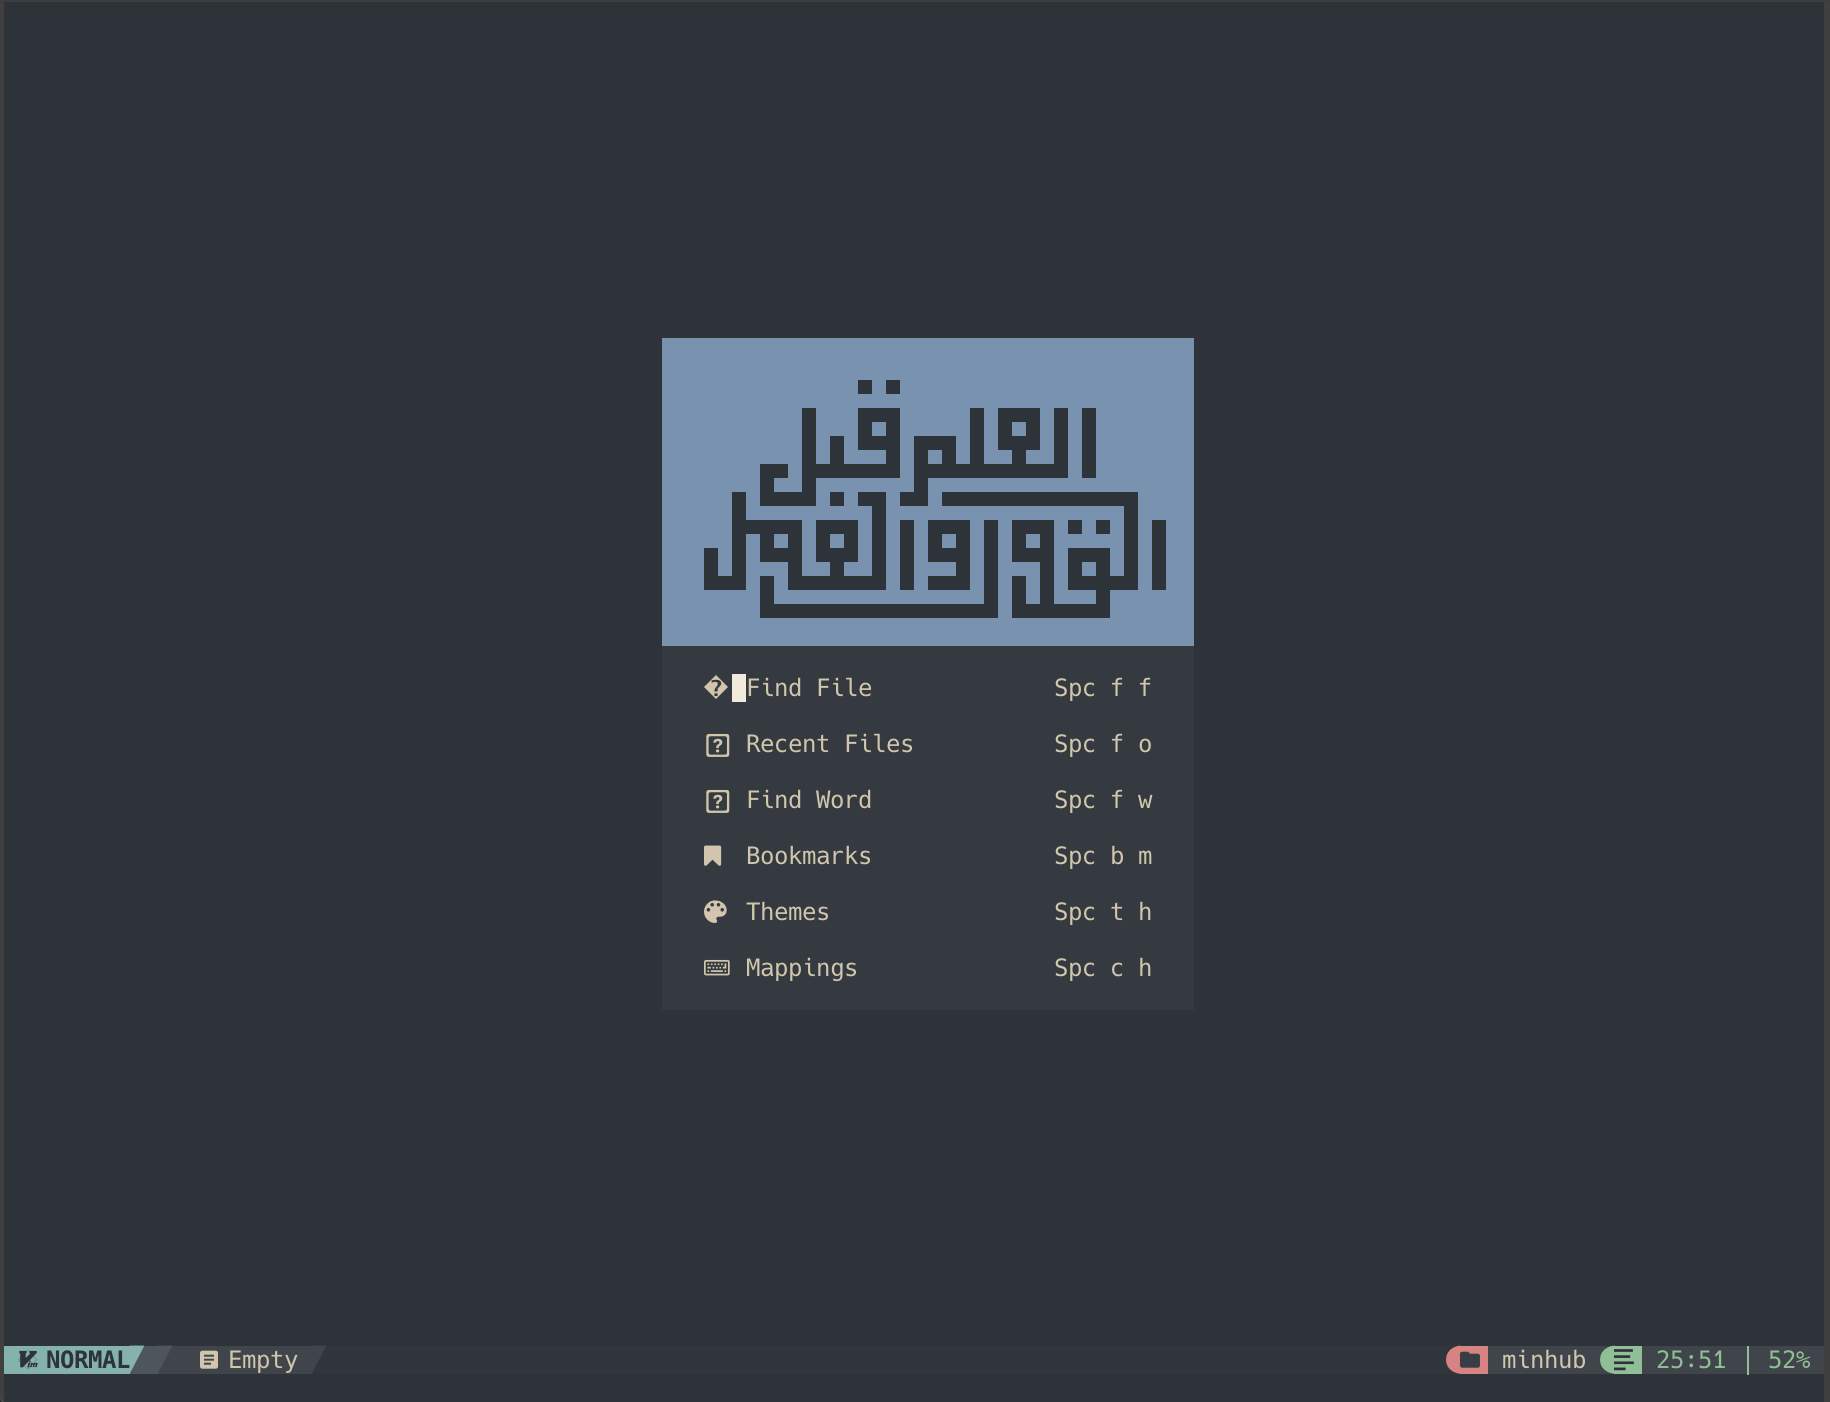 العلم قبل
القول والعمل
Find File Spc f f
Recent Files Spc f o
Find Word Spc f w
Bookmarks Spc b m
Themes Spc t h
Mappings Spc c h
NORMAL Empty minhub 25:51 52%